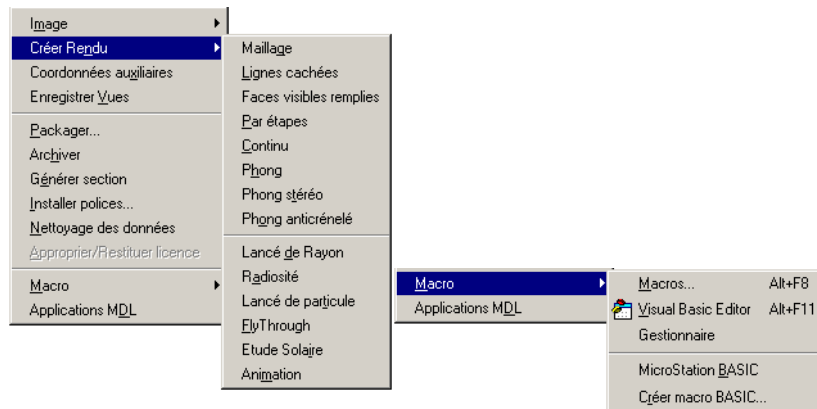 Image
Créer Rendu
Coordonnées auxiliaires
Enregistrer Vues
Packager...
Archiver
Générer section
Installer polices...
Nettoyage des données
Approprier/Restituer licence
Macro
Applications MDL
Maillage
Lignes cachées
Faces visibles remplies
Par étapes
Continu
Phong
Phong stéréo
Phong anticrénelé
Lancé de Rayon
Radiosité
Lancé de particule
FlyThrough
Etude Solaire
Animation
Macro
Applications MDL
Macros... Alt+F8
Visual Basic Editor Alt+F11
Gestionnaire
MicroStation BASIC
Créer macro BASIC...